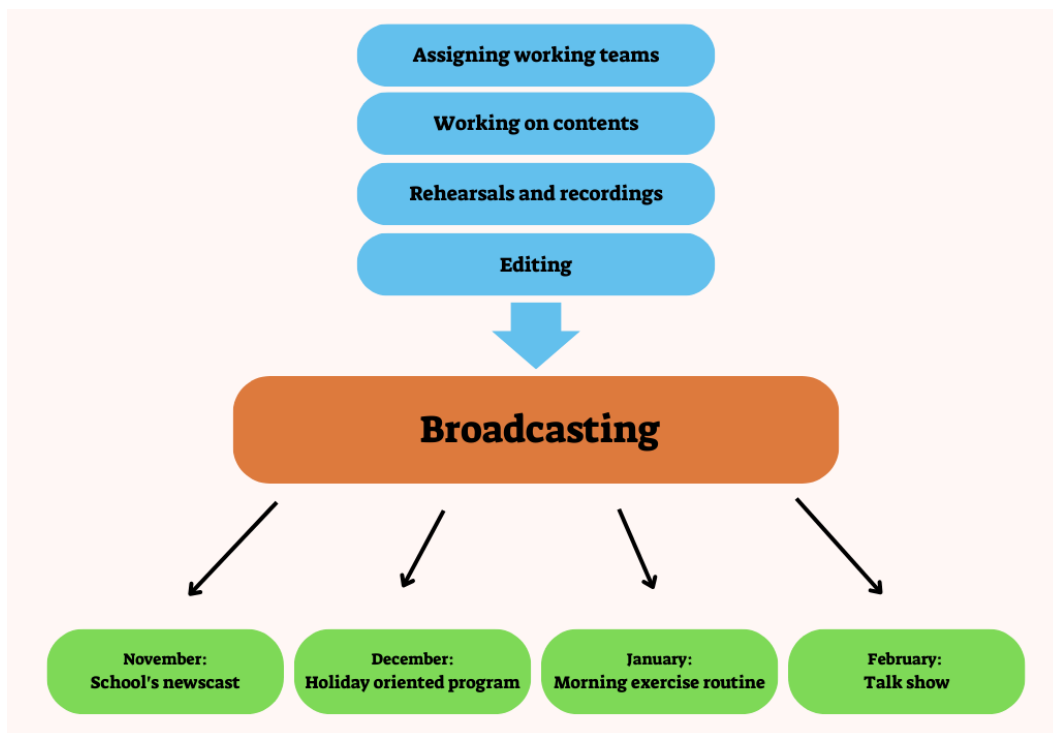 Assigning working teams
Working on contents
Rehearsals and recordings
Editing
Broadcasting
November:
School's newscast
December:
Holiday oriented program
January:
Morning exercise routine
February:
Talk show